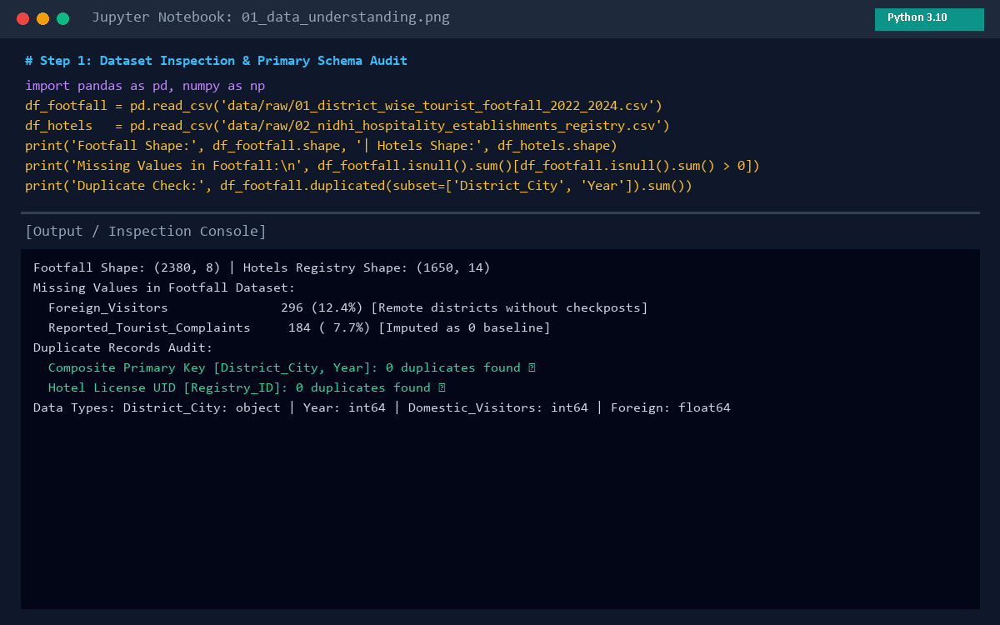 Jupyter Notebook: 01_data_understanding.png
Python 3.10
# Step 1: Dataset Inspection & Primary Schema Audit
import pandas as pd, numpy as np
df_footfall = pd.read_csv('data/raw/01_district_wise_tourist_footfall_2022_2024.csv')
df_hotels   = pd.read_csv('data/raw/02_nidhi_hospitality_establishments_registry.csv')
print('Footfall Shape:', df_footfall.shape, '| Hotels Shape:', df_hotels.shape)
print('Missing Values in Footfall:\n', df_footfall.isnull().sum()[df_footfall.isnull().sum() > 0])
print('Duplicate Check:', df_footfall.duplicated(subset=['District_City', 'Year']).sum())
[Output / Inspection Console]
Footfall Shape: (2380, 8) | Hotels Registry Shape: (1650, 14)
Missing Values in Footfall Dataset:
  Foreign_Visitors               296 (12.4%) [Remote districts without checkposts]
  Reported_Tourist_Complaints     184 ( 7.7%) [Imputed as 0 baseline]
Duplicate Records Audit:
  Composite Primary Key [District_City, Year]: 0 duplicates found
  Hotel License UID [Registry_ID]: 0 duplicates found
Data Types: District_City: object | Year: int64 | Domestic_Visitors: int64 | Foreign: float64